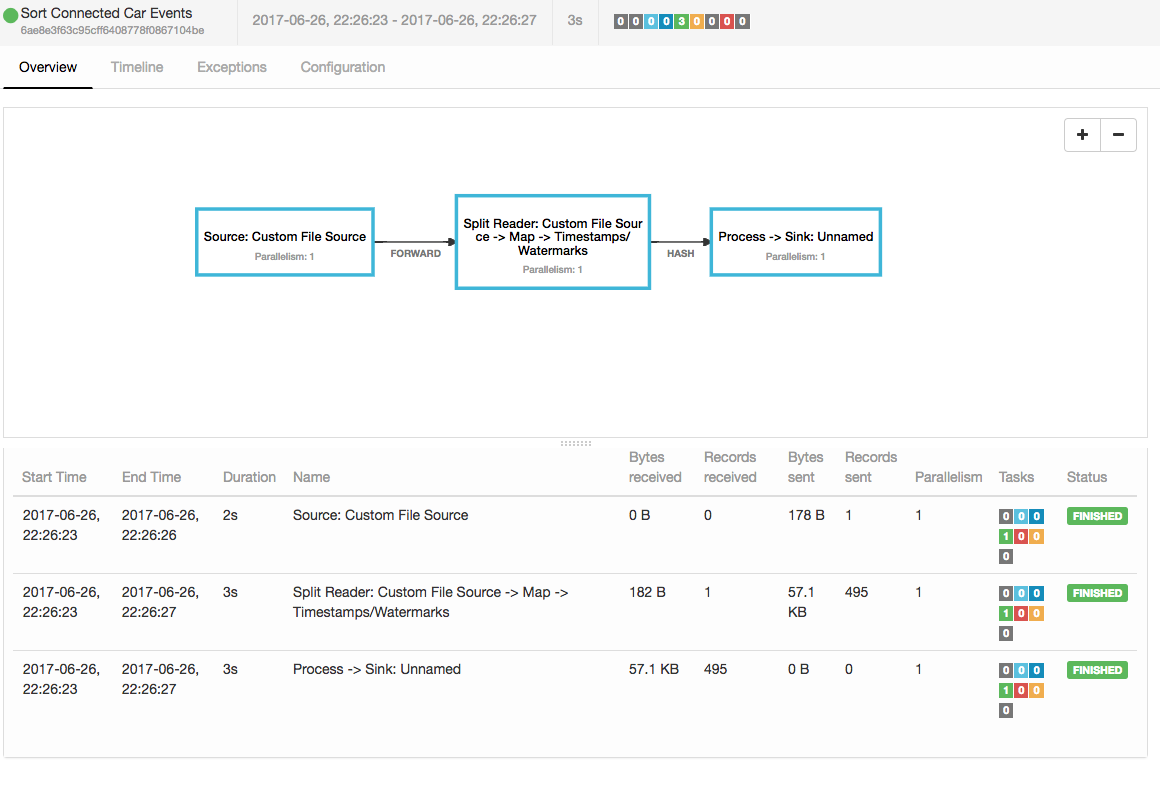 Sort Connected Car Events
6ae8e3f63c95cff6408778f0867104be
2017-06-26, 22:26:23 - 2017-06-26, 22:26:27
3s
0 0 0 0 3 0 0 0 0
Overview Timeline Exceptions Configuration
+ −
Source: Custom File Source
Parallelism: 1
FORWARD
Split Reader: Custom File Sour
ce -> Map -> Timestamps/
Watermarks
Parallelism: 1
HASH
Process -> Sink: Unnamed
Parallelism: 1
Start Time End Time Duration Name Bytes received Records received Bytes sent Records sent Parallelism Tasks Status
2017-06-26, 2017-06-26, 2s Source: Custom File Source 0 B 0 178 B 1 1 0 0 0 FINISHED
22:26:23 22:26:26 1 0 0
0
2017-06-26, 2017-06-26, 3s Split Reader: Custom File Source -> Map -> 182 B 1 57.1 495 1 0 0 0 FINISHED
22:26:23 22:26:27 Timestamps/Watermarks KB 1 0 0
0
2017-06-26, 2017-06-26, 3s Process -> Sink: Unnamed 57.1 KB 495 0 B 0 1 0 0 0 FINISHED
22:26:23 22:26:27 1 0 0
0